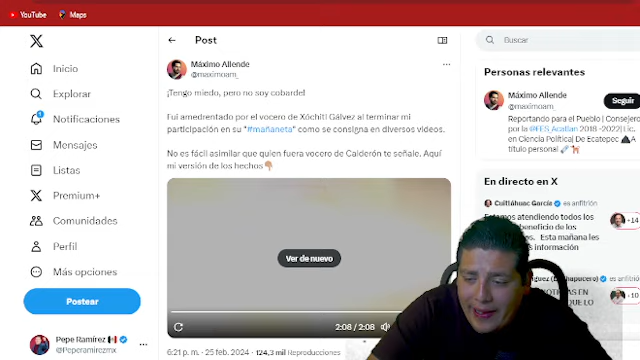 YouTube
Maps
Post
Buscar
Inicio
Explorar
Notificaciones
Mensajes
Listas
Premium+
Comunidades
Perfil
Más opciones
Postear
Pepe Ramírez
@Peperamirezmx
Máximo Allende
@maximoam_
¡Tengo miedo, pero no soy cobarde!
Fui amedrentado por el vocero de Xóchitl Gálvez al terminar mi
participación en su "#mañaneta" como se consigna en diversos videos.
No es fácil asimilar que quien fuera vocero de Calderón te señale. Aquí
mi versión de los hechos
Ver de nuevo
2:08 / 2:08
6:21 p. m. · 25 feb. 2024 · 124,3 mil Reproducciones
Personas relevantes
Máximo Allende
@maximoam_
Seguir
Reportando para el Pueblo | Consejero
por la @FES_Acatlan 2018-2022| Lic.
en Ciencia Política| De Ecatepec
A
título personal
En directo en X
Cuitláhuac García es anfitrión
Estamos atendiendo todos los
beneficio de los
Esta mañana les
información
+14
es anfitrión
EN
QUE LO
+10